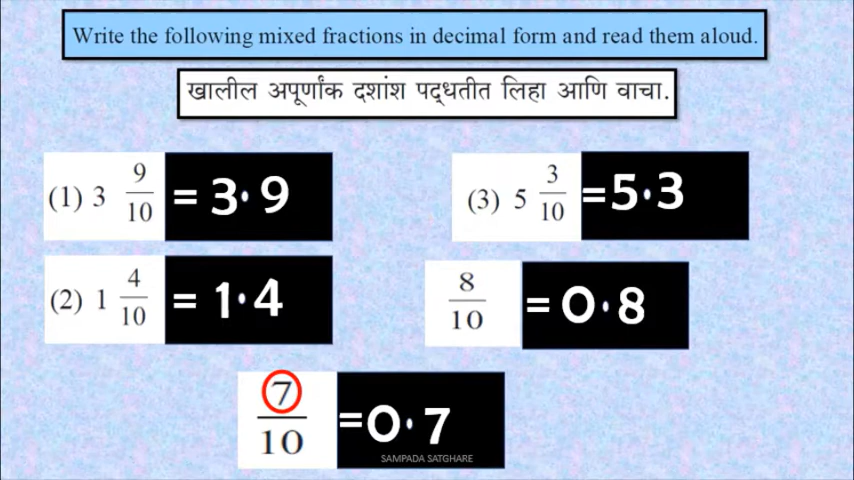 Write the following mixed fractions in decimal form and read them aloud.
खालील अपूर्णांक दशांश पद्धतीत लिहा आणि वाचा.
(1) 3 9/10 = 3·9
(3) 5 3/10 =5·3
(2) 1 4/10 = 1·4
8/10 = 0·8
7/10 =0·7
SAMPADA SATGHARE